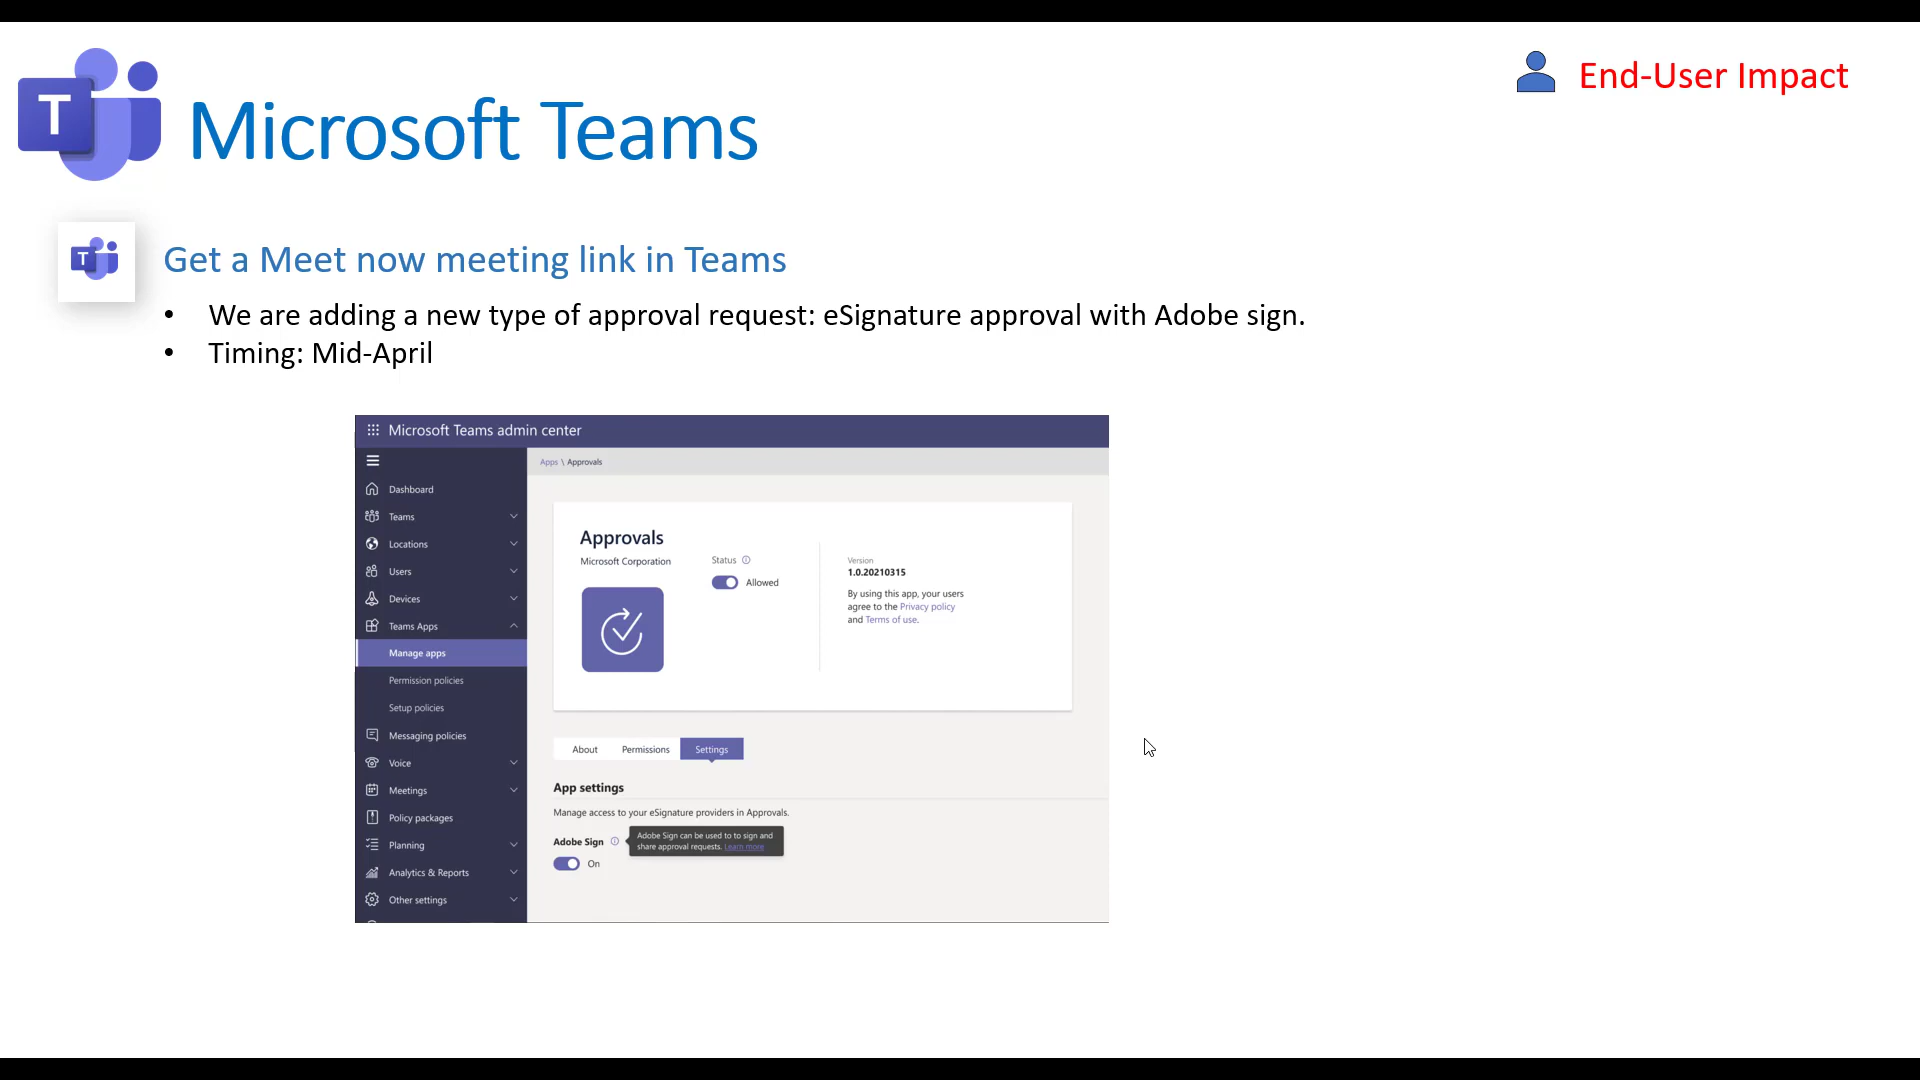 T
Microsoft Teams
End-User Impact
T
Get a Meet now meeting link in Teams
• We are adding a new type of approval request: eSignature approval with Adobe sign.
• Timing: Mid-April
Microsoft Teams admin center
Dashboard
Teams
Locations
Users
Devices
Teams Apps
Manage apps
Permission policies
Setup policies
Messaging policies
Voice
Meetings
Policy packages
Planning
Analytics & Reports
Other settings
Apps \ Approvals
Approvals
Microsoft Corporation
Status
Allowed
Version
1.0.20210315
By using this app, your users
agree to the Privacy policy
and Terms of use.
About Permissions Settings
App settings
Manage access to your eSignature providers in Approvals.
Adobe Sign
Adobe Sign can be used to to sign and
share approval requests. Learn more
On